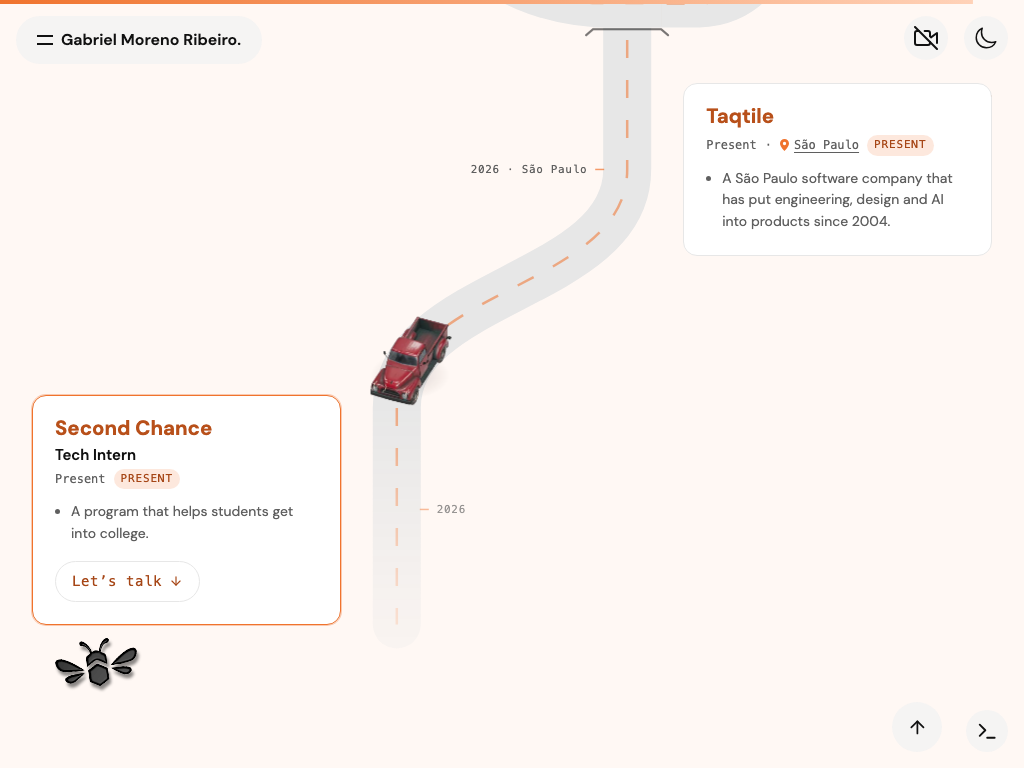 Gabriel Moreno Ribeiro.
Taqtile
Present · São Paulo PRESENT
2026 · São Paulo
A São Paulo software company that
has put engineering, design and AI
into products since 2004.
Second Chance
Tech Intern
Present PRESENT
2026
A program that helps students get
into college.
Let’s talk ↓